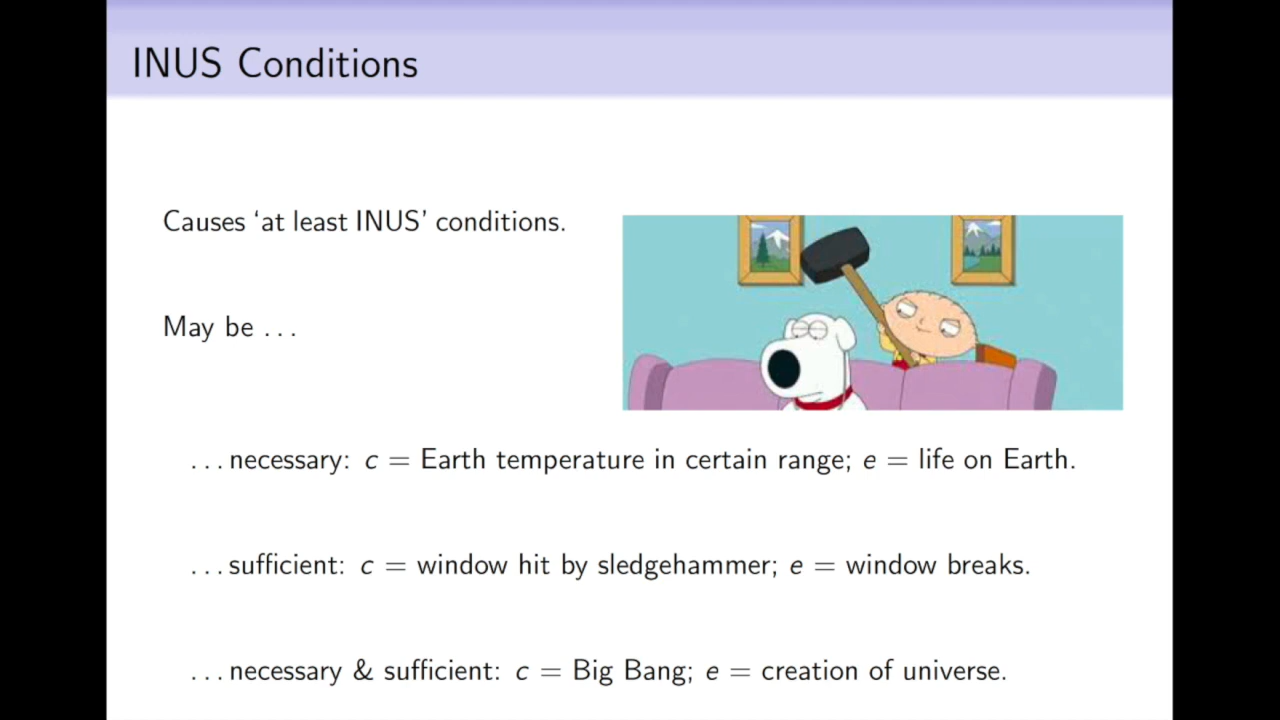 INUS Conditions
Causes ‘at least INUS’ conditions.
May be ...
...necessary: c = Earth temperature in certain range; e = life on Earth.
...sufficient: c = window hit by sledgehammer; e = window breaks.
...necessary & sufficient: c = Big Bang; e = creation of universe.